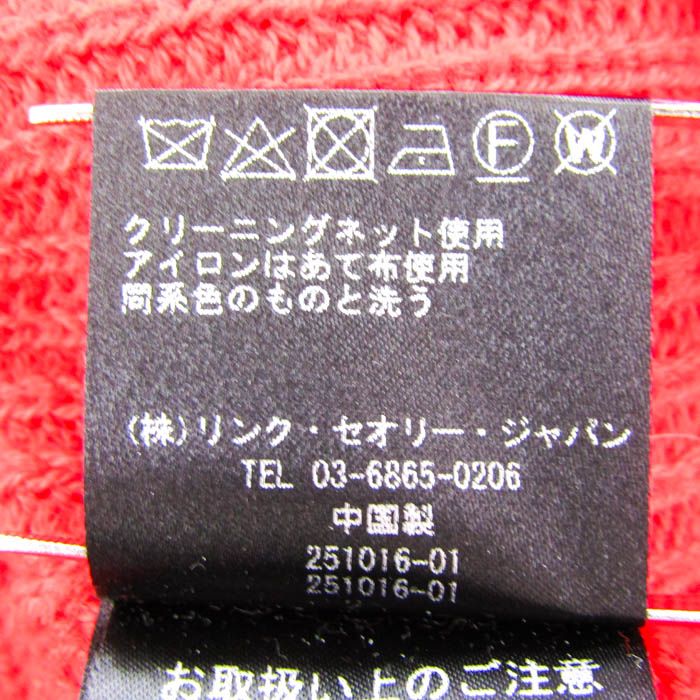 F W
クリーニングネット使用
アイロンはあて布使用
同系色のものと洗う
(株)リンク・セオリー・ジャパン
TEL 03-6865-0206
中国製
251016-01
251016-01
お取扱い上のご注意